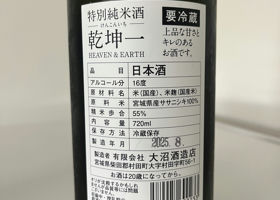 特別純米酒
けんこんいち
乾坤一
HEAVEN & EARTH
要冷蔵
上品な甘さと
キレのある
お酒です。
品目 日本酒
アルコール分 16度
原材料名 米(国産)、米麹(国産)
原料米 宮城県産ササニシキ100%
精米歩合 55%
内容量 720ml
保存方法 冷蔵保存
製造年月 2025.8
製造者 有限会社 大沼酒造店
宮城県柴田郡村田町大字村田字町56-1
お酒は20歳になってから。